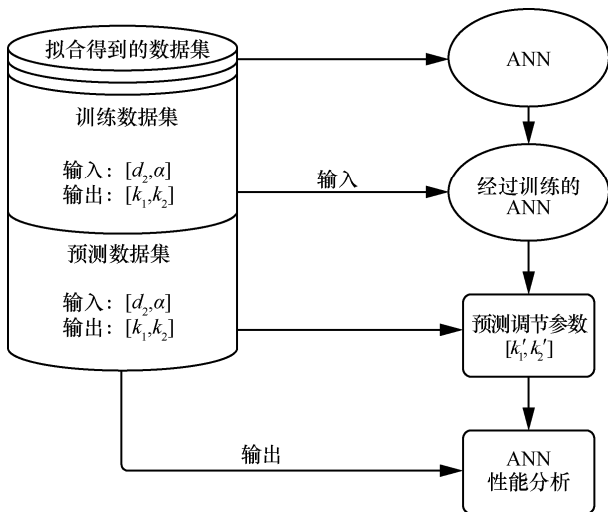 拟合得到的数据集
ANN
训练数据集
输入：[d₂,α]
输出：[k₁,k₂]
输入
经过训练的
ANN
预测数据集
输入：[d₂,α]
输出：[k₁,k₂]
预测调节参数
[k₁′,k₂′]
输出
ANN
性能分析